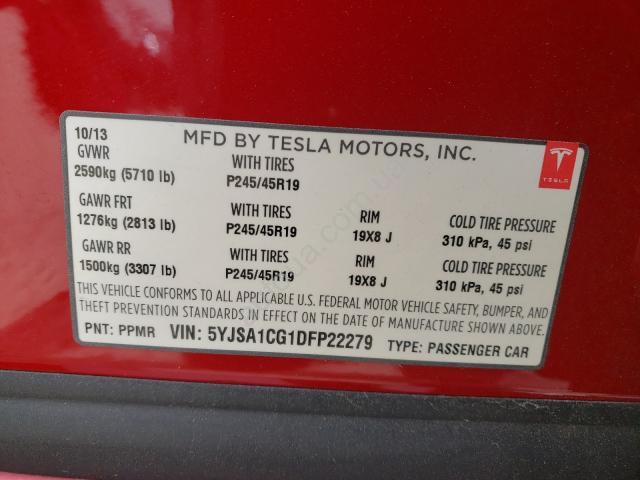 10/13 MFD BY TESLA MOTORS, INC.
GVWR WITH TIRES
2590kg (5710 lb) P245/45R19
TESLA
GAWR FRT WITH TIRES RIM COLD TIRE PRESSURE
1276kg (2813 lb) P245/45R19 19X8 J 310 kPa, 45 psi
GAWR RR WITH TIRES RIM COLD TIRE PRESSURE
1500kg (3307 lb) P245/45R19 19X8 J 310 kPa, 45 psi
THIS VEHICLE CONFORMS TO ALL APPLICABLE U.S. FEDERAL MOTOR VEHICLE SAFETY, BUMPER, AND
THEFT PREVENTION STANDARDS IN EFFECT ON THE DATE OF MANUFACTURE SHOWN ABOVE.
PNT: PPMR VIN: 5YJSA1CG1DFP22279 TYPE: PASSENGER CAR